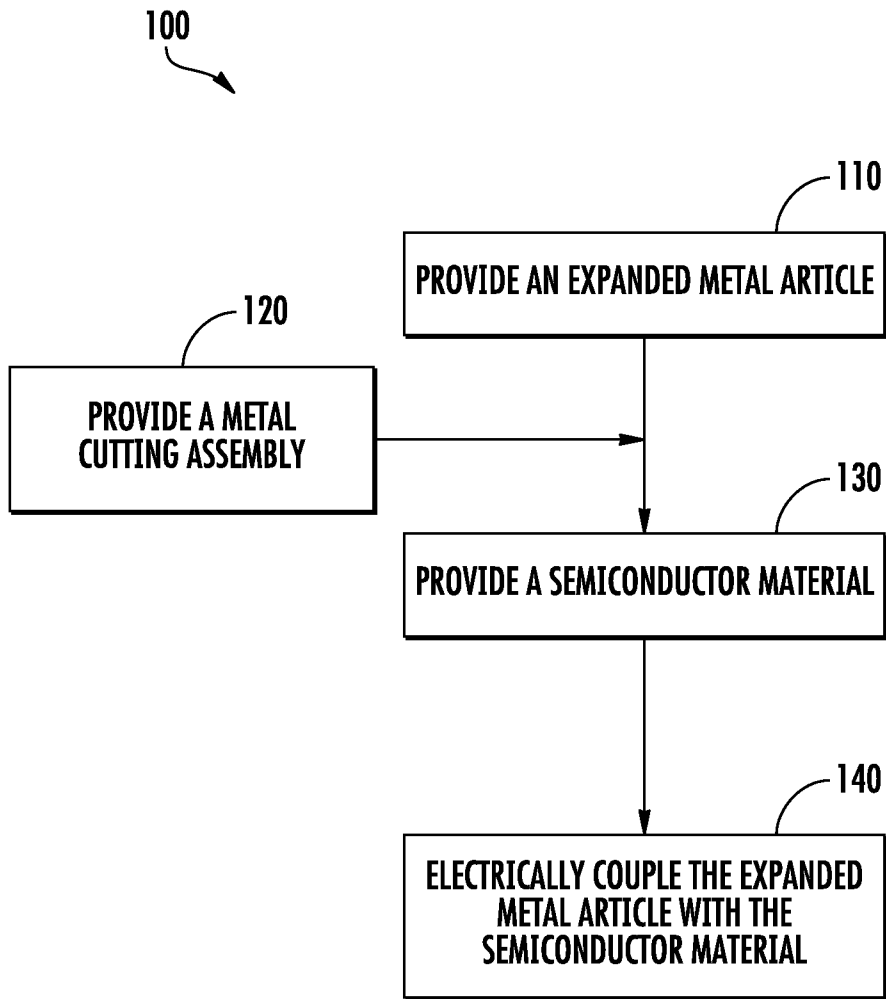 100
110
PROVIDE AN EXPANDED METAL ARTICLE
120
PROVIDE A METAL
CUTTING ASSEMBLY
130
PROVIDE A SEMICONDUCTOR MATERIAL
140
ELECTRICALLY COUPLE THE EXPANDED
METAL ARTICLE WITH THE
SEMICONDUCTOR MATERIAL